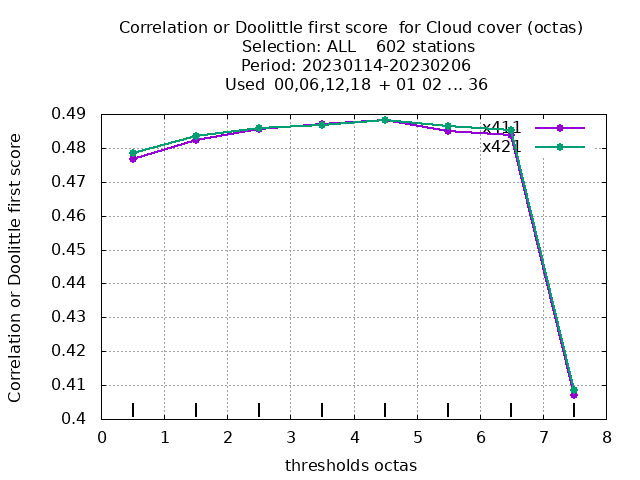 Correlation or Doolittle first score  for Cloud cover (octas)
Selection: ALL    602 stations
Period: 20230114-20230206
Used  00,06,12,18  + 01 02 ... 36
Correlation or Doolittle first score
0.49
0.48
0.47
0.46
0.45
0.44
0.43
0.42
0.41
0.4
x411
x421
0 1 2 3 4 5 6 7 8
thresholds octas